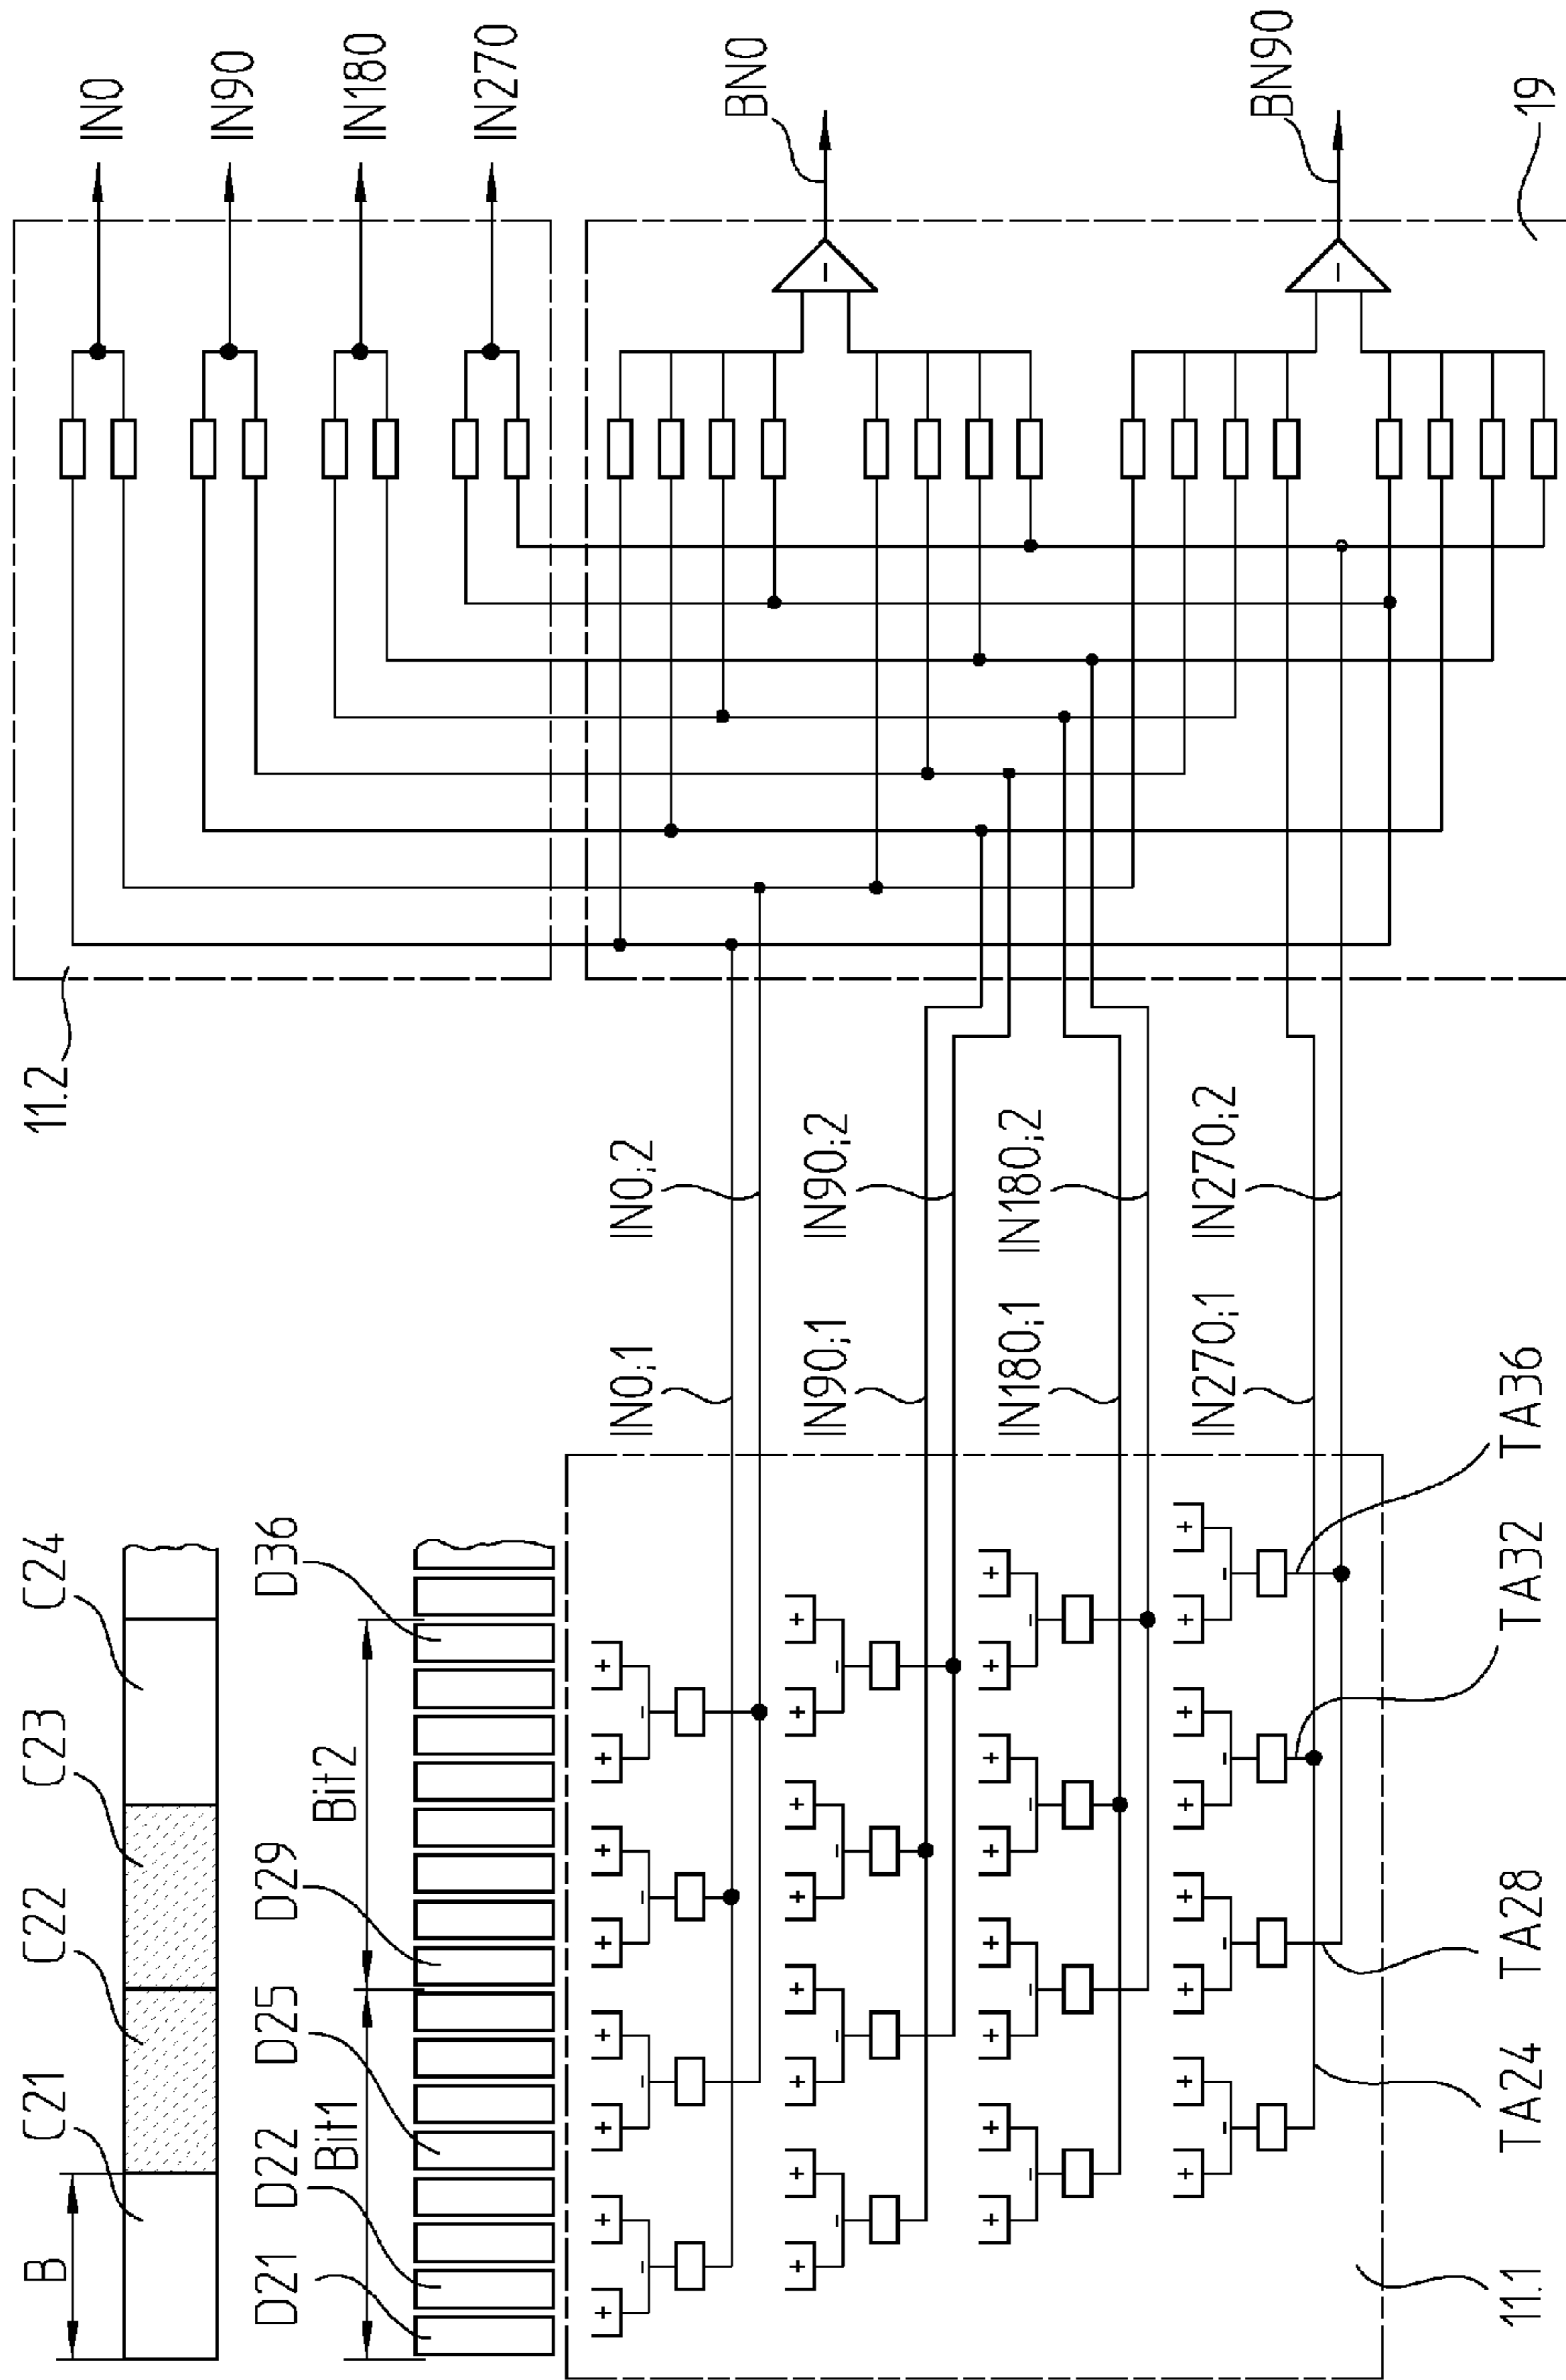 11.2
IN0
IN90
IN180
IN270
BN0
BN90
19
B
C21
C22
C23
C24
D21
D22
D25
D29
D36
Bit1
Bit2
IN0;1
IN0;2
IN90;1
IN90;2
IN180;1
IN180;2
IN270;1
IN270;2
+ + + + + + + +
− − − −
+ + + + + + + +
− − − −
+ + + + + + + +
− − − −
+ + + + + + + +
− − − −
−
−
11.1
TA24
TA28
TA32
TA36